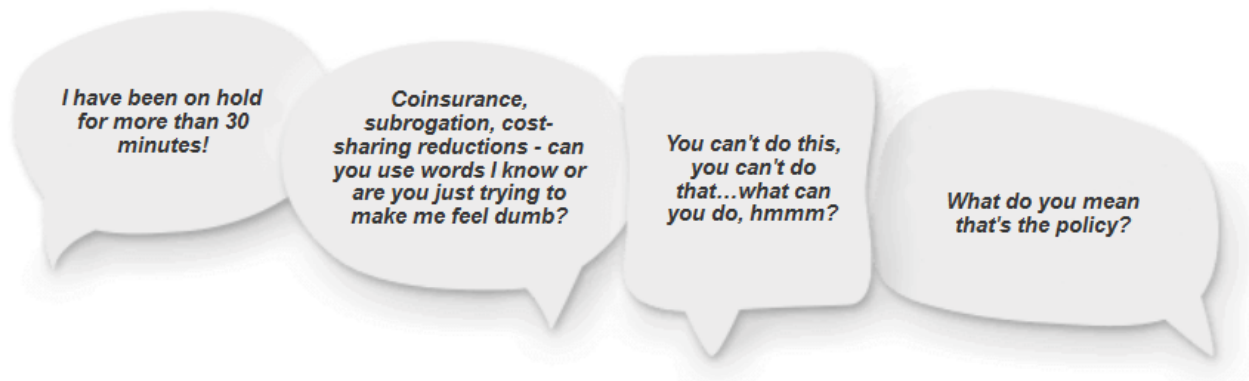 I have been on hold
for more than 30
minutes!
Coinsurance,
subrogation, cost-
sharing reductions - can
you use words I know or
are you just trying to
make me feel dumb?
You can't do this,
you can't do
that...what can
you do, hmmm?
What do you mean
that's the policy?